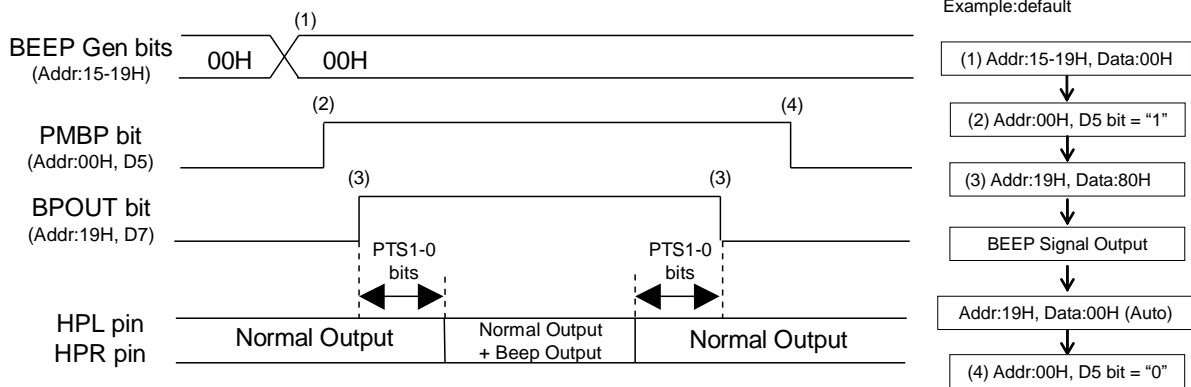 Example:default
(1)
BEEP Gen bits
(Addr:15-19H)
00H
00H
(2)
(4)
PMBP bit
(Addr:00H, D5)
(3)
(3)
BPOUT bit
(Addr:19H, D7)
PTS1-0
bits
PTS1-0
bits
HPL pin
HPR pin
Normal Output
Normal Output
+ Beep Output
Normal Output
(1) Addr:15-19H, Data:00H
(2) Addr:00H, D5 bit = “1”
(3) Addr:19H, Data:80H
BEEP Signal Output
Addr:19H, Data:00H (Auto)
(4) Addr:00H, D5 bit = “0”